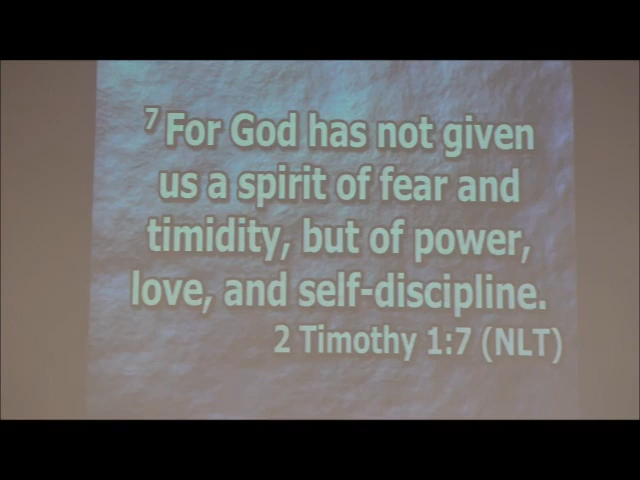 7 For God has not given
us a spirit of fear and
timidity, but of power,
love, and self-discipline.
2 Timothy 1:7 (NLT)